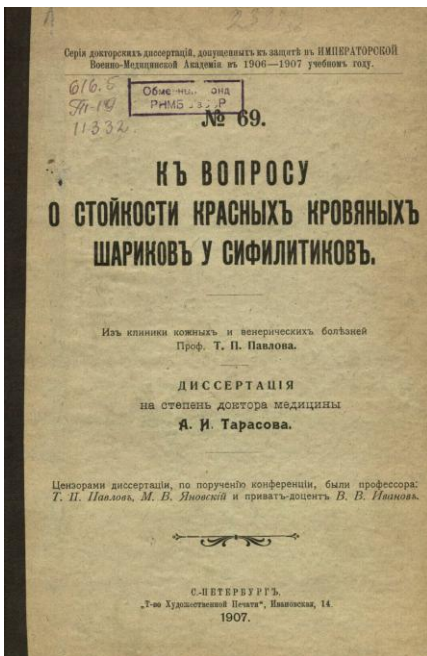 Серія докторскихъ диссертацій, допущенныхъ къ защитѣ въ ИМПЕРАТОРСКОЙ
Военно-Медицинской Академіи въ 1906—1907 учебномъ году.
616.5
11332
№ 69.
КЪ ВОПРОСУ
О СТОЙКОСТИ КРАСНЫХЪ КРОВЯНЫХЪ
ШАРИКОВЪ У СИФИЛИТИКОВЪ.
Изъ клиники кожныхъ и венерическихъ болѣзней
Проф. Т. П. Павлова.
ДИССЕРТАЦІЯ
на степень доктора медицины
А. И. Тарасова.
Цензорами диссертаціи, по порученію конференціи, были профессора:
Т. П. Павловъ, М. В. Яновскій и приватъ-доцентъ В. В. Ивановъ.
С.-ПЕТЕРБУРГЪ.
„Т-во Художественной Печати“, Ивановская, 14.
1907.